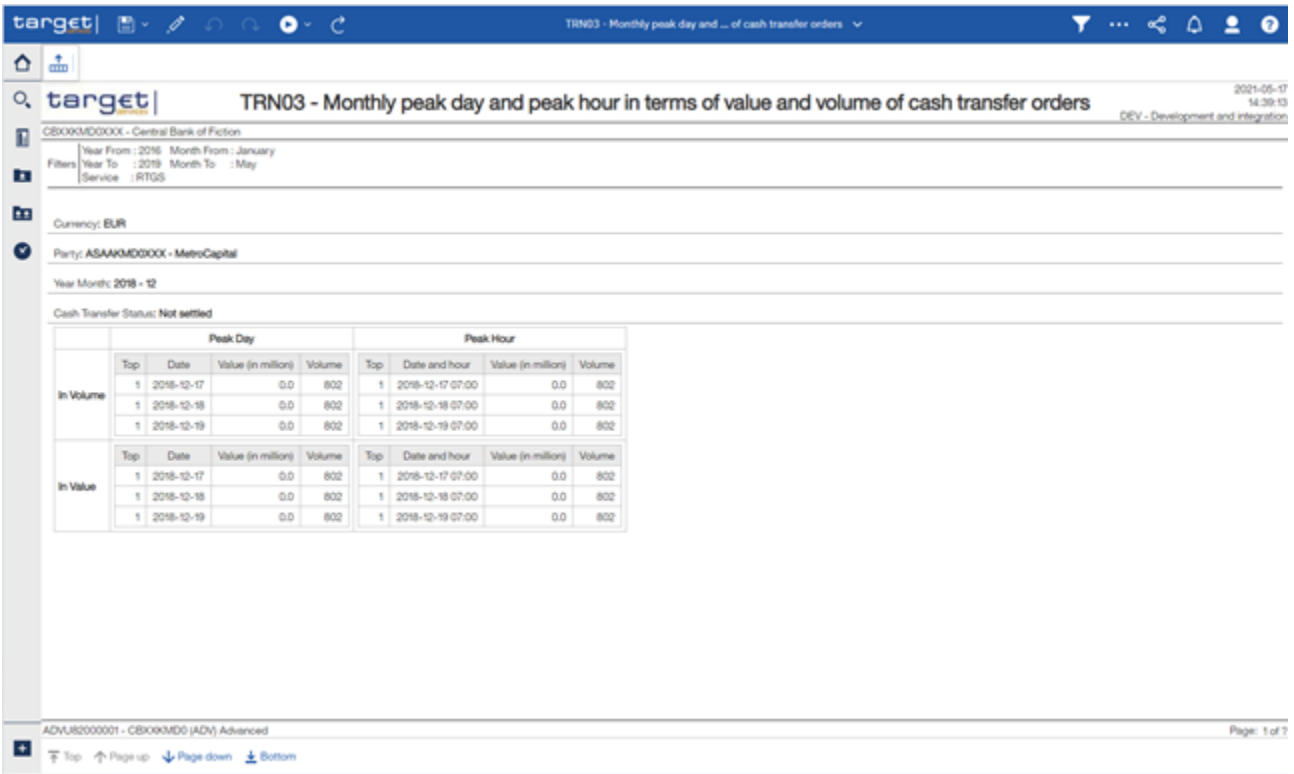 target| TRN03 - Monthly peak day and ... of cash transfer orders
services
target| TRN03 - Monthly peak day and peak hour in terms of value and volume of cash transfer orders
services
2021-05-17
14:39:13
DEV - Development and integration
CBXXKMD0XXX - Central Bank of Fiction
Filters
Year From : 2016 Month From : January
Year To : 2019 Month To : May
Service : RTGS
Currency: EUR
Party: ASAAKMD0XXX - MetroCapital
Year Month: 2018 - 12
Cash Transfer Status: Not settled
Peak Day Peak Hour
In Volume
Top Date Value (in million) Volume Top Date and hour Value (in million) Volume
1 2018-12-17 0.0 802 1 2018-12-17 07:00 0.0 802
1 2018-12-18 0.0 802 1 2018-12-18 07:00 0.0 802
1 2018-12-19 0.0 802 1 2018-12-19 07:00 0.0 802
In Value
Top Date Value (in million) Volume Top Date and hour Value (in million) Volume
1 2018-12-17 0.0 802 1 2018-12-17 07:00 0.0 802
1 2018-12-18 0.0 802 1 2018-12-18 07:00 0.0 802
1 2018-12-19 0.0 802 1 2018-12-19 07:00 0.0 802
ADVU82000001 - CBXXKMD0 (ADV) Advanced Page: 1 of ?
Top Page up Page down Bottom